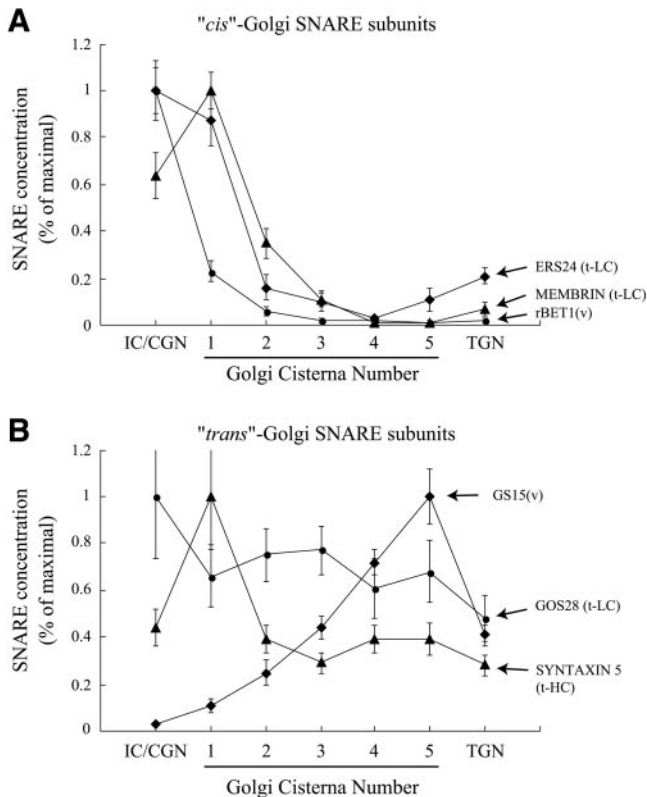 A
"cis"-Golgi SNARE subunits
SNARE concentration
(% of maximal)
1.2
1
0.8
0.6
0.4
0.2
0
ERS24 (t-LC)
MEMBRIN (t-LC)
rBET1(v)
IC/CGN 1 2 3 4 5 TGN
Golgi Cisterna Number
B
"trans"-Golgi SNARE subunits
SNARE concentration
(% of maximal)
1.2
1
0.8
0.6
0.4
0.2
0
GS15(v)
GOS28 (t-LC)
SYNTAXIN 5
(t-HC)
IC/CGN 1 2 3 4 5 TGN
Golgi Cisterna Number